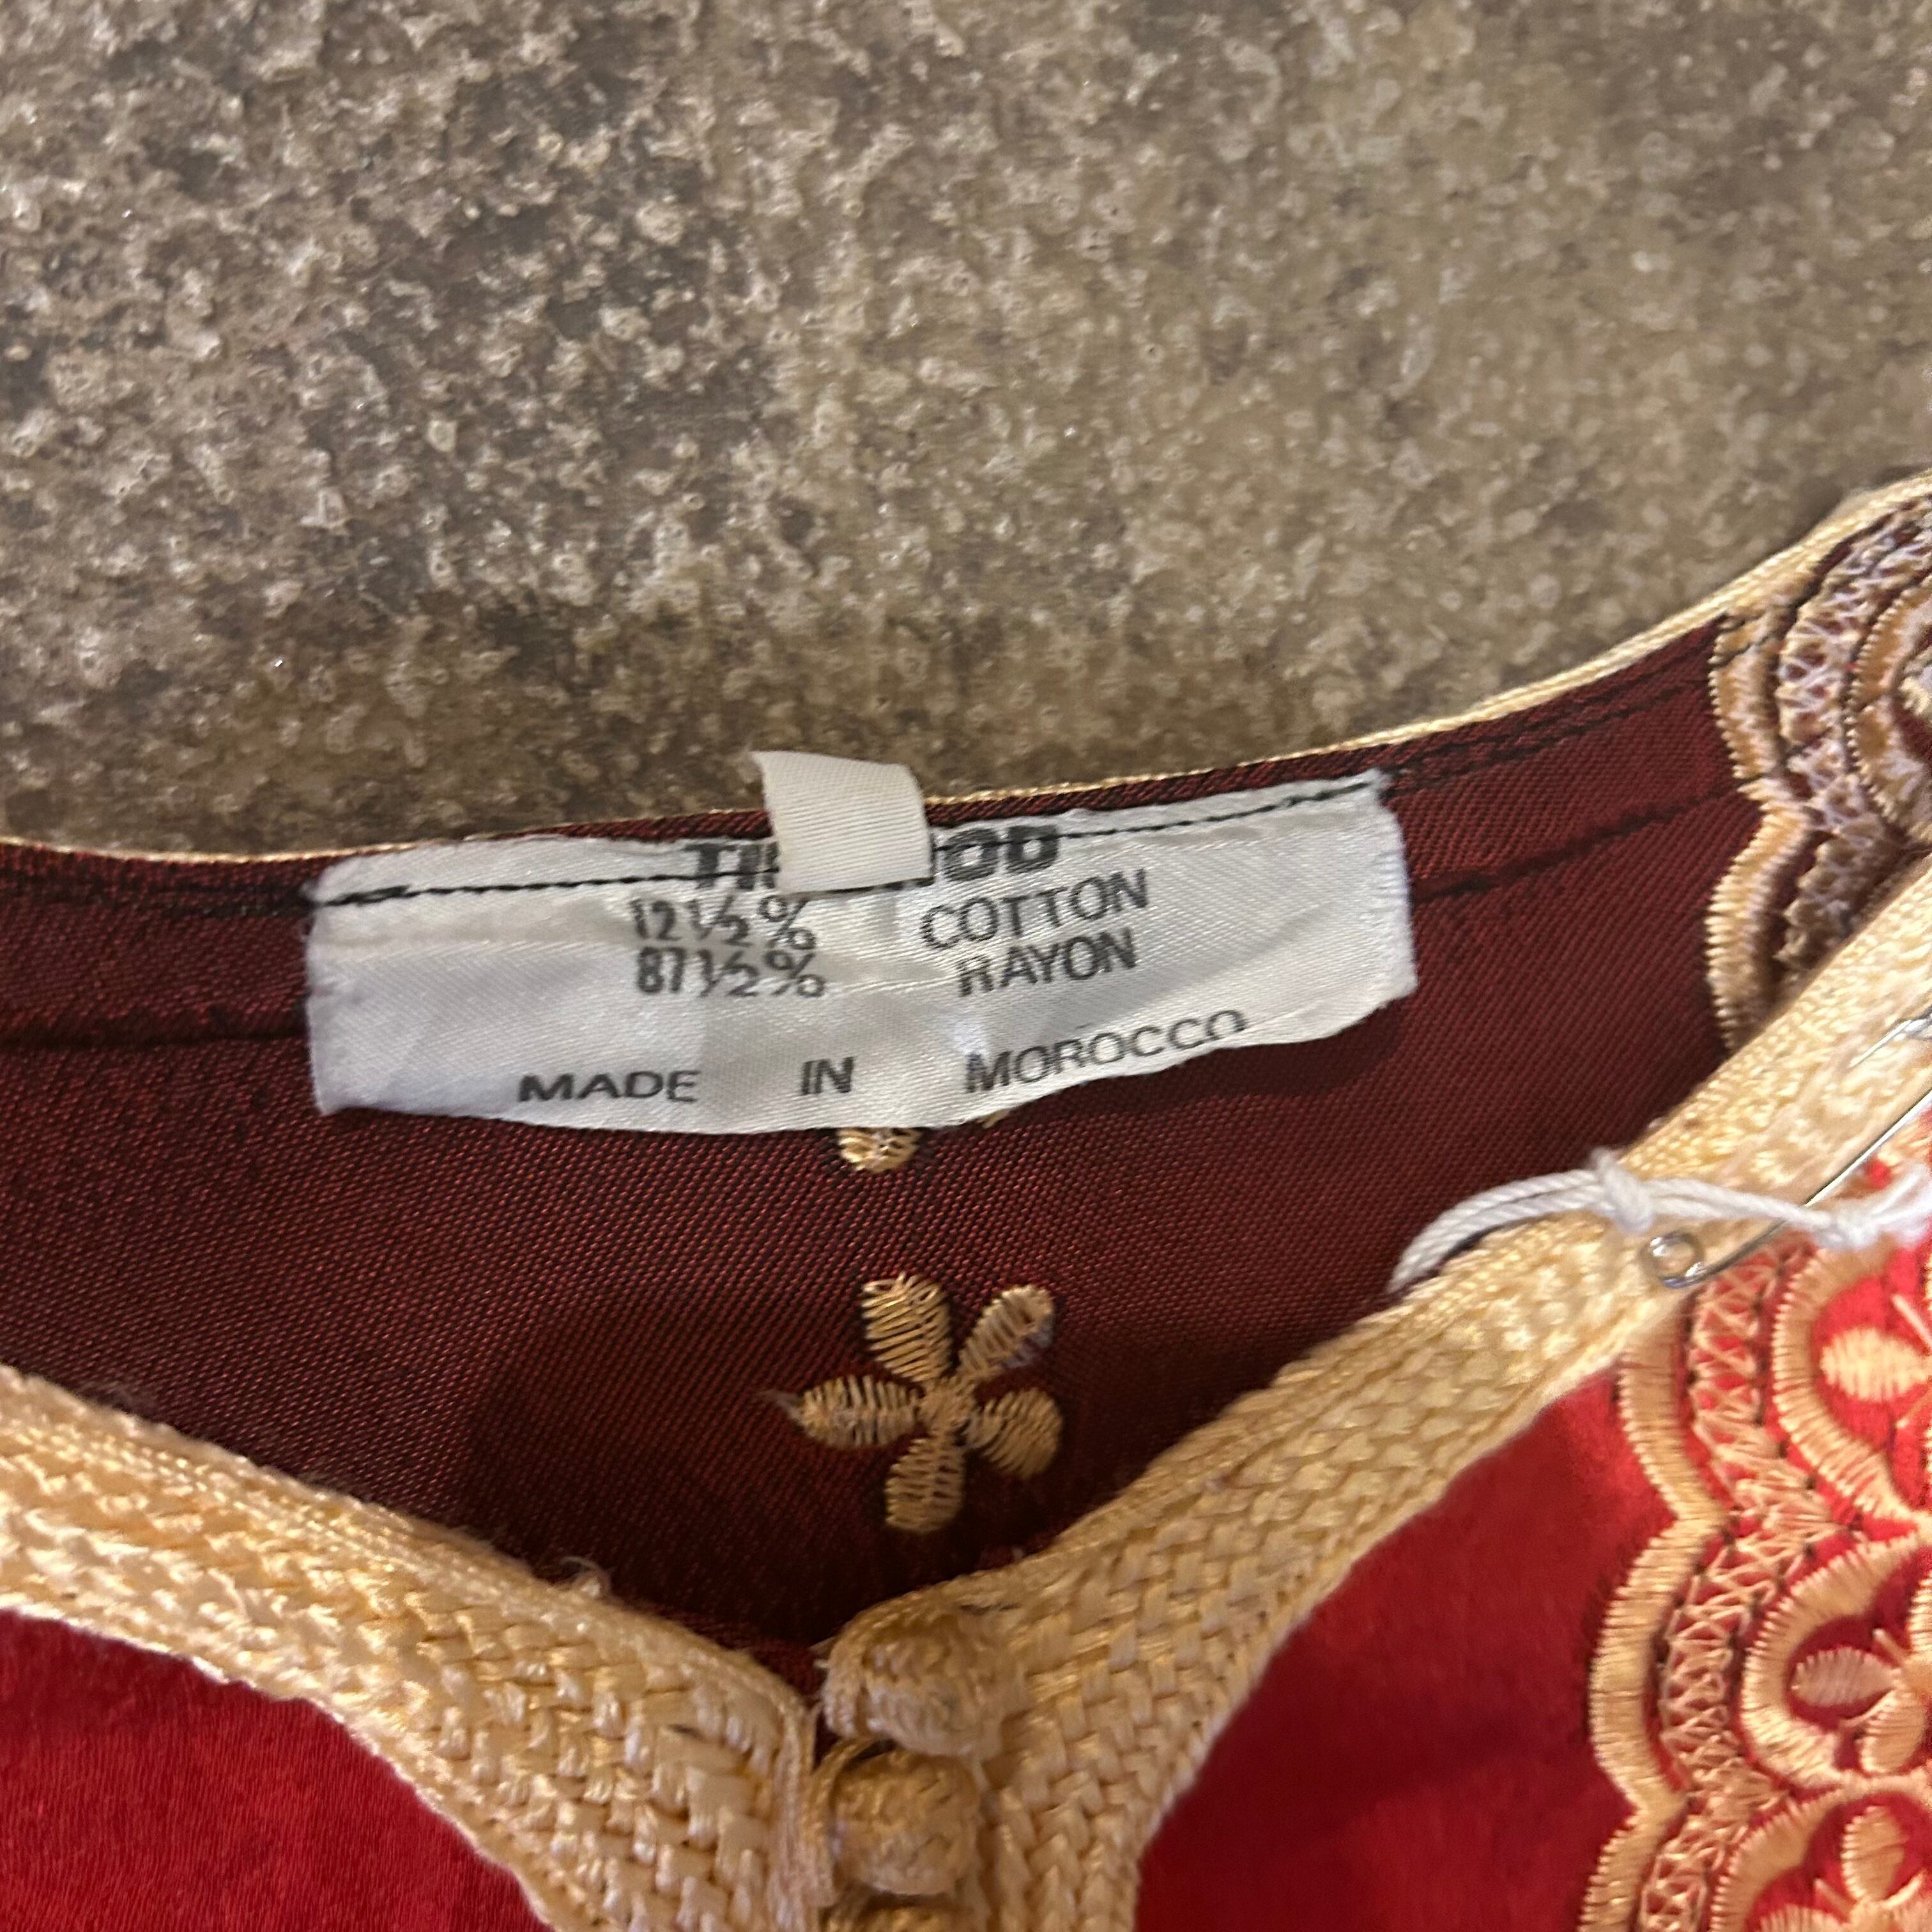 12½% COTTON
87½% RAYON
MADE IN MOROCCO